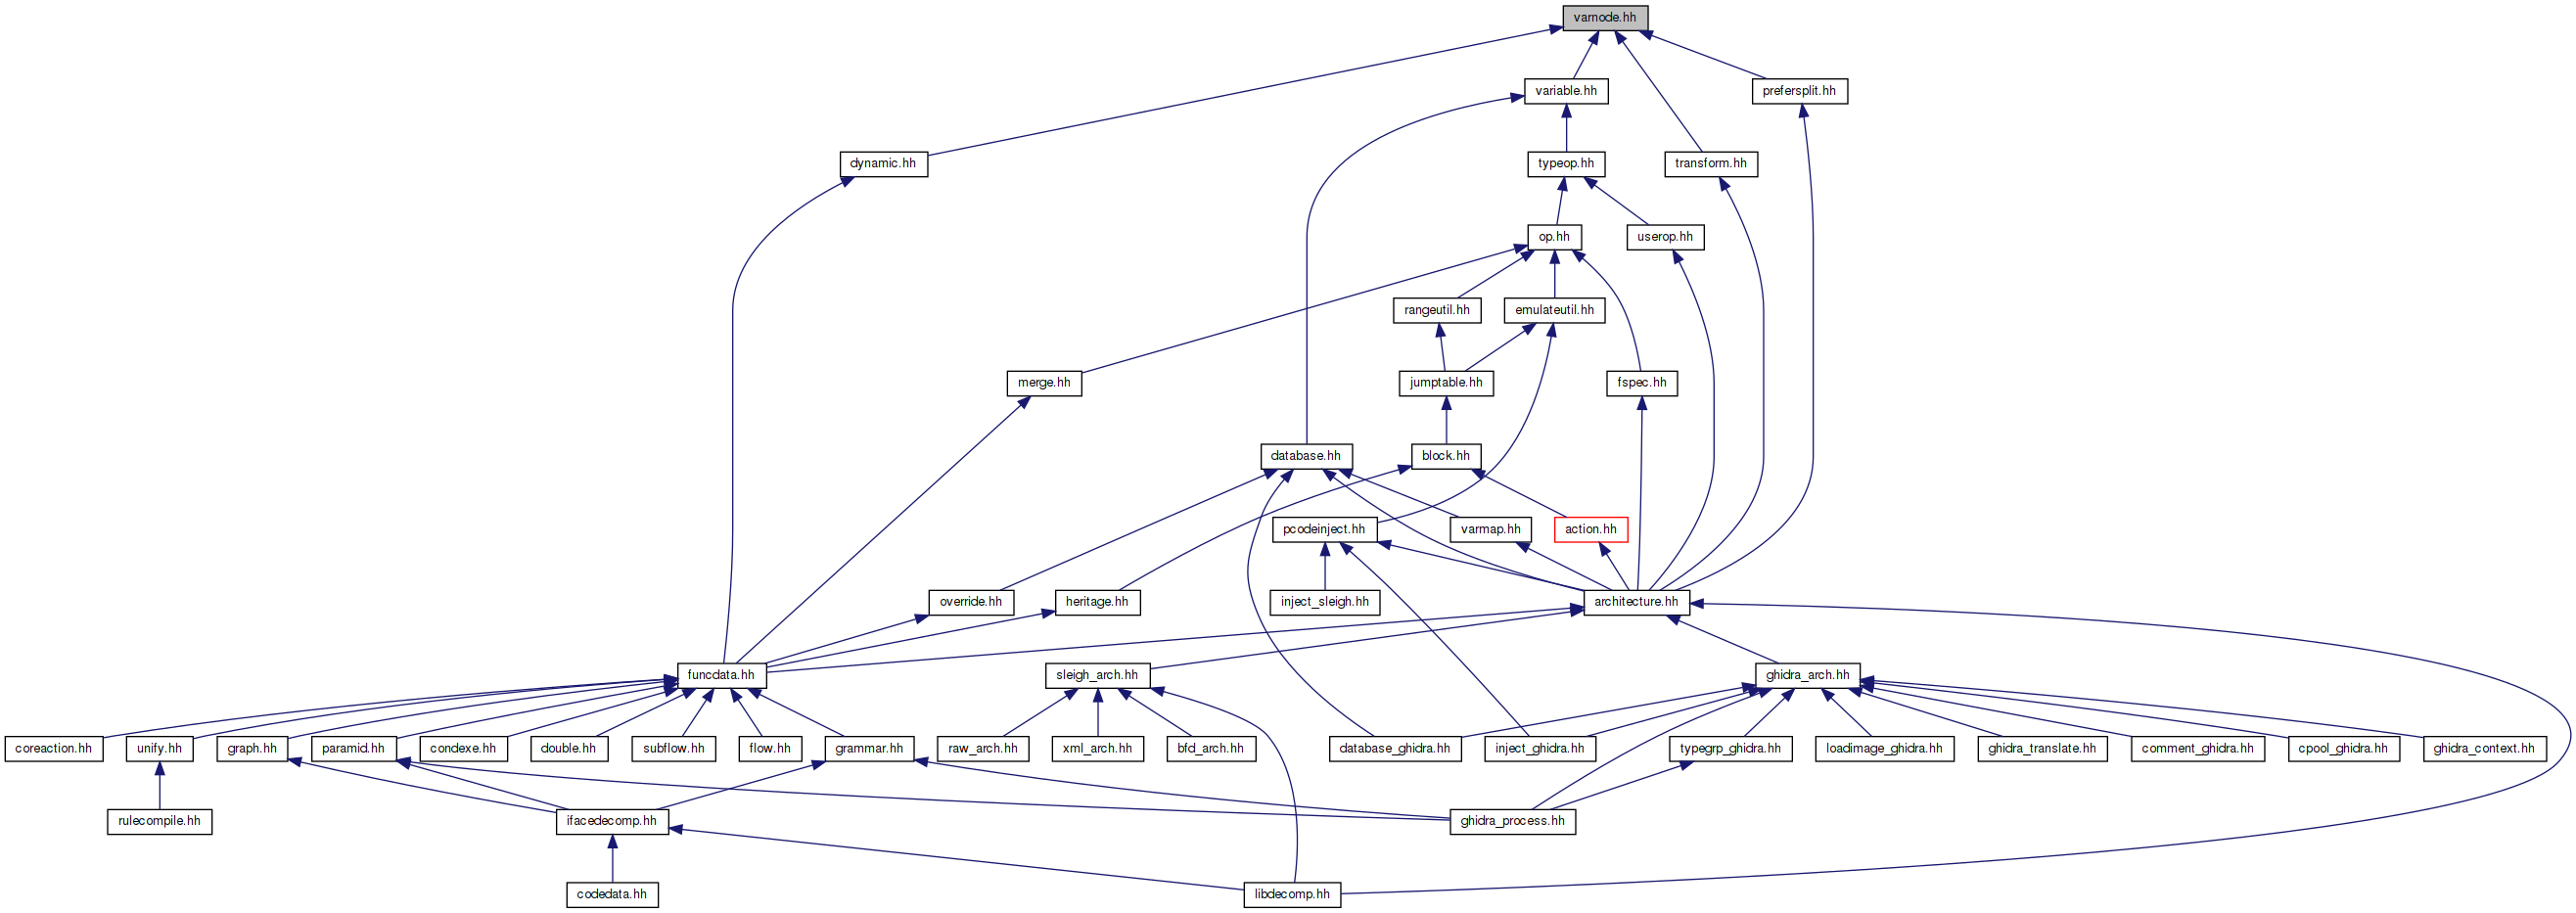 varnode.hh
variable.hh
prefersplit.hh
dynamic.hh
typeop.hh
transform.hh
op.hh
userop.hh
rangeutil.hh
emulateutil.hh
merge.hh
jumptable.hh
fspec.hh
database.hh
block.hh
pcodeinject.hh
varmap.hh
action.hh
override.hh
heritage.hh
inject_sleigh.hh
architecture.hh
funcdata.hh
sleigh_arch.hh
ghidra_arch.hh
coreaction.hh
unify.hh
graph.hh
paramid.hh
condexe.hh
double.hh
subflow.hh
flow.hh
grammar.hh
raw_arch.hh
xml_arch.hh
bfd_arch.hh
database_ghidra.hh
inject_ghidra.hh
typegrp_ghidra.hh
loadimage_ghidra.hh
ghidra_translate.hh
comment_ghidra.hh
cpool_ghidra.hh
ghidra_context.hh
rulecompile.hh
ifacedecomp.hh
ghidra_process.hh
codedata.hh
libdecomp.hh